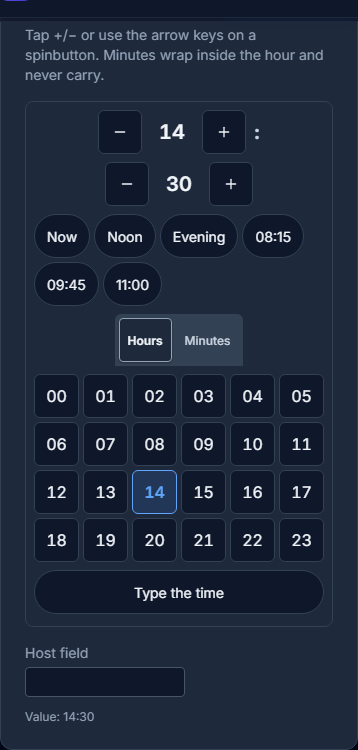 Tap +/− or use the arrow keys on a
spinbutton. Minutes wrap inside the hour and
never carry.
− 14 + :
− 30 +
Now Noon Evening 08:15
09:45 11:00
Hours Minutes
00 01 02 03 04 05
06 07 08 09 10 11
12 13 14 15 16 17
18 19 20 21 22 23
Type the time
Host field
Value: 14:30